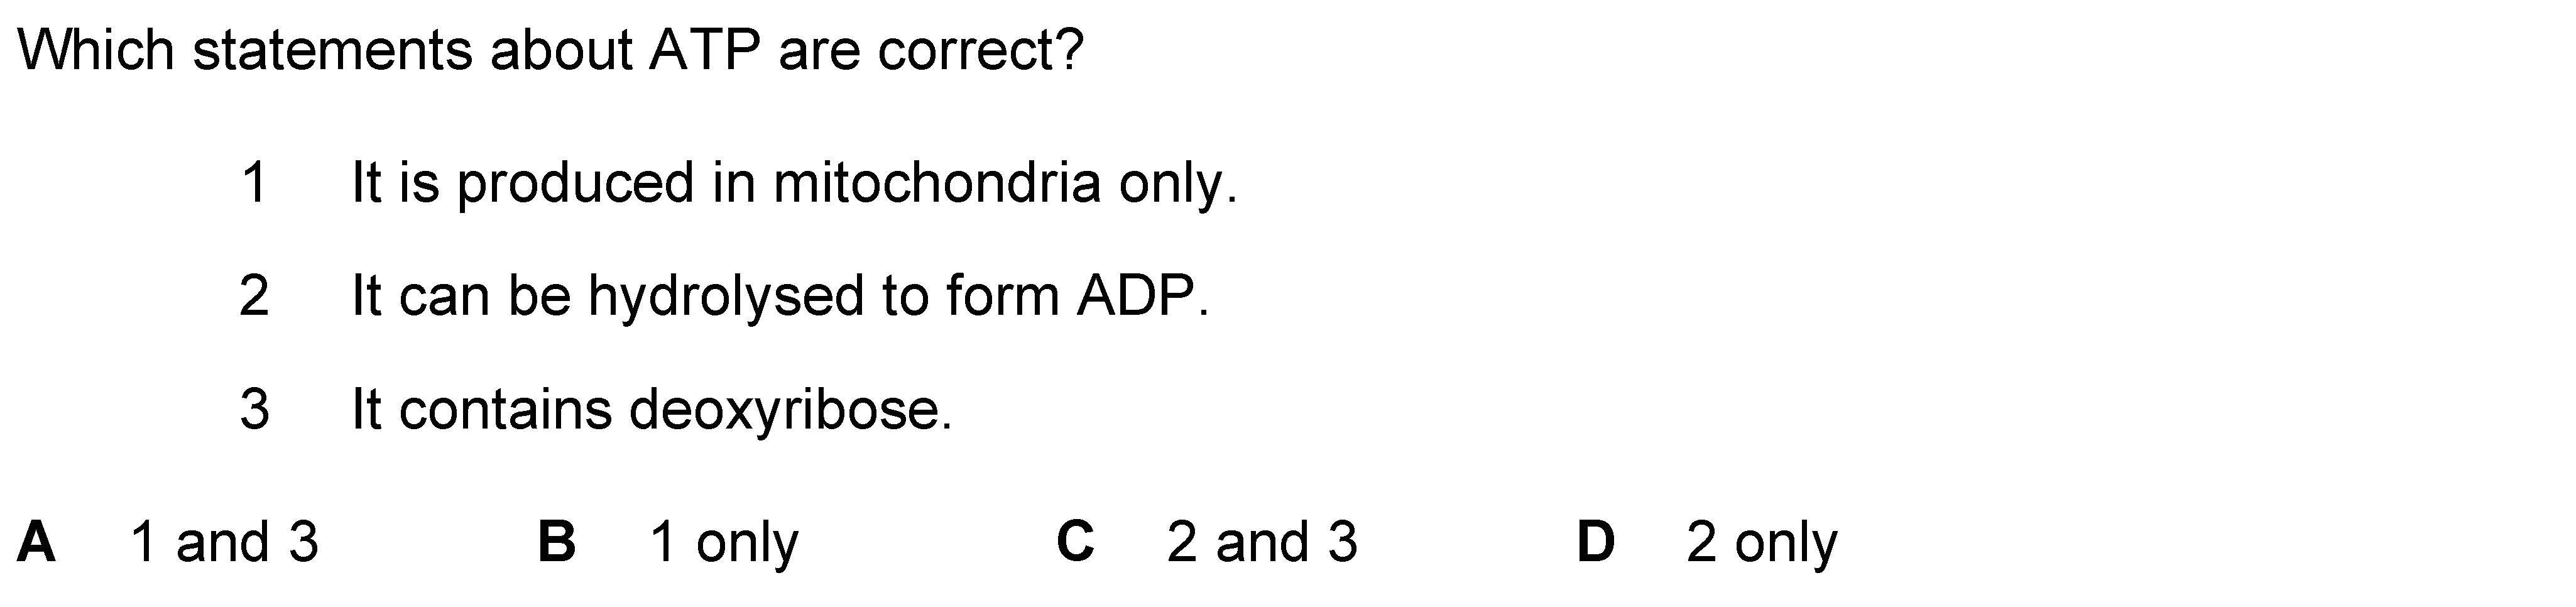 Which statements about ATP are correct?
1 It is produced in mitochondria only.
2 It can be hydrolysed to form ADP.
3 It contains deoxyribose.
A 1 and 3 B 1 only C 2 and 3 D 2 only